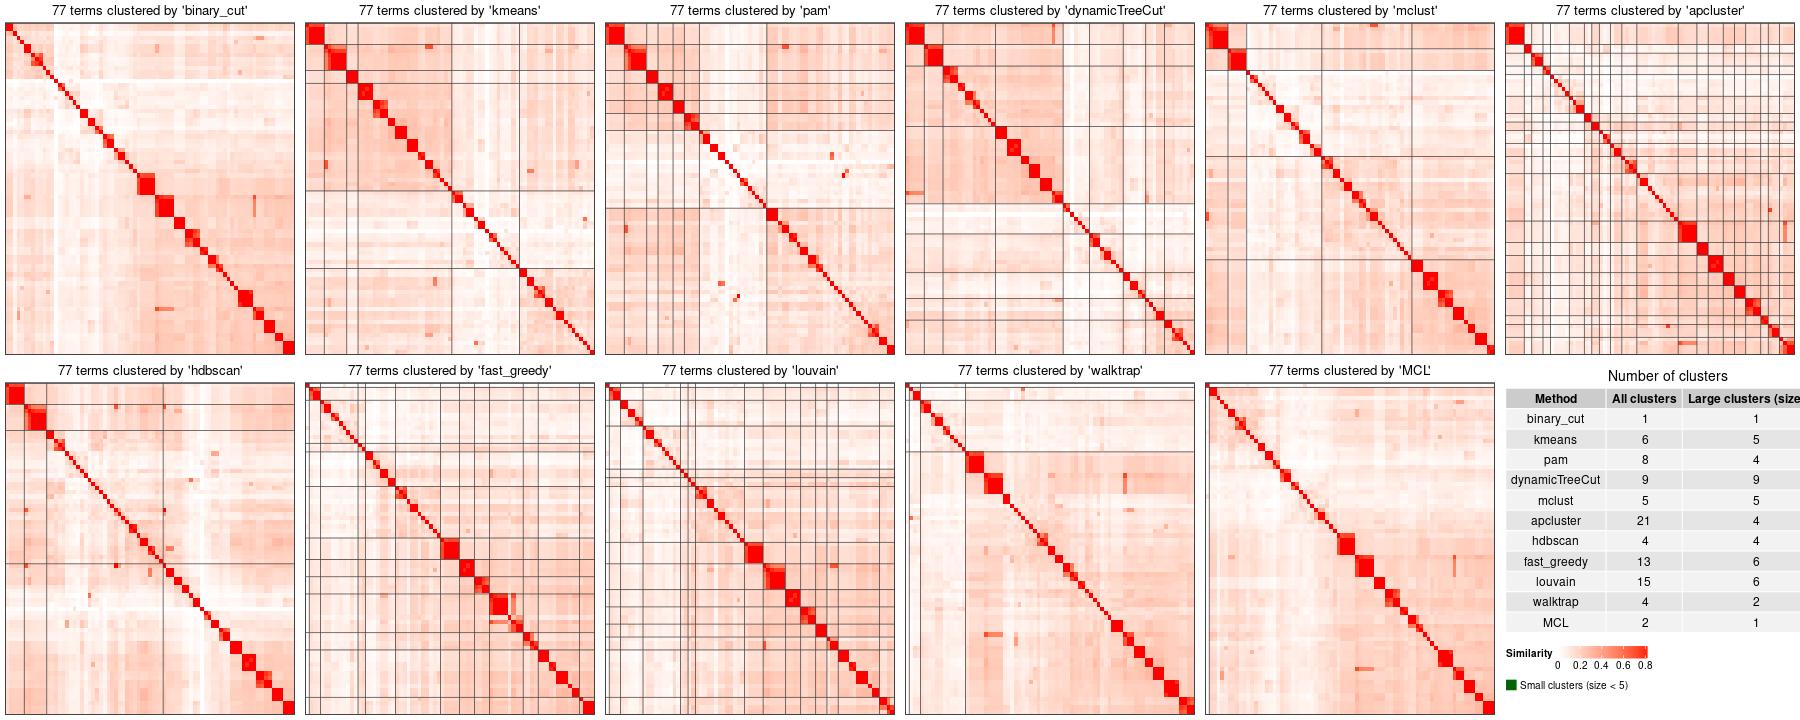 77 terms clustered by 'binary_cut'
77 terms clustered by 'kmeans'
77 terms clustered by 'pam'
77 terms clustered by 'dynamicTreeCut'
77 terms clustered by 'mclust'
77 terms clustered by 'apcluster'
77 terms clustered by 'hdbscan'
77 terms clustered by 'fast_greedy'
77 terms clustered by 'louvain'
77 terms clustered by 'walktrap'
77 terms clustered by 'MCL'
Number of clusters
Method All clusters Large clusters (size
binary_cut 1 1
kmeans 6 5
pam 8 4
dynamicTreeCut 9 9
mclust 5 5
apcluster 21 4
hdbscan 4 4
fast_greedy 13 6
louvain 15 6
walktrap 4 2
MCL 2 1
Similarity
0 0.2 0.4 0.6 0.8
Small clusters (size < 5)